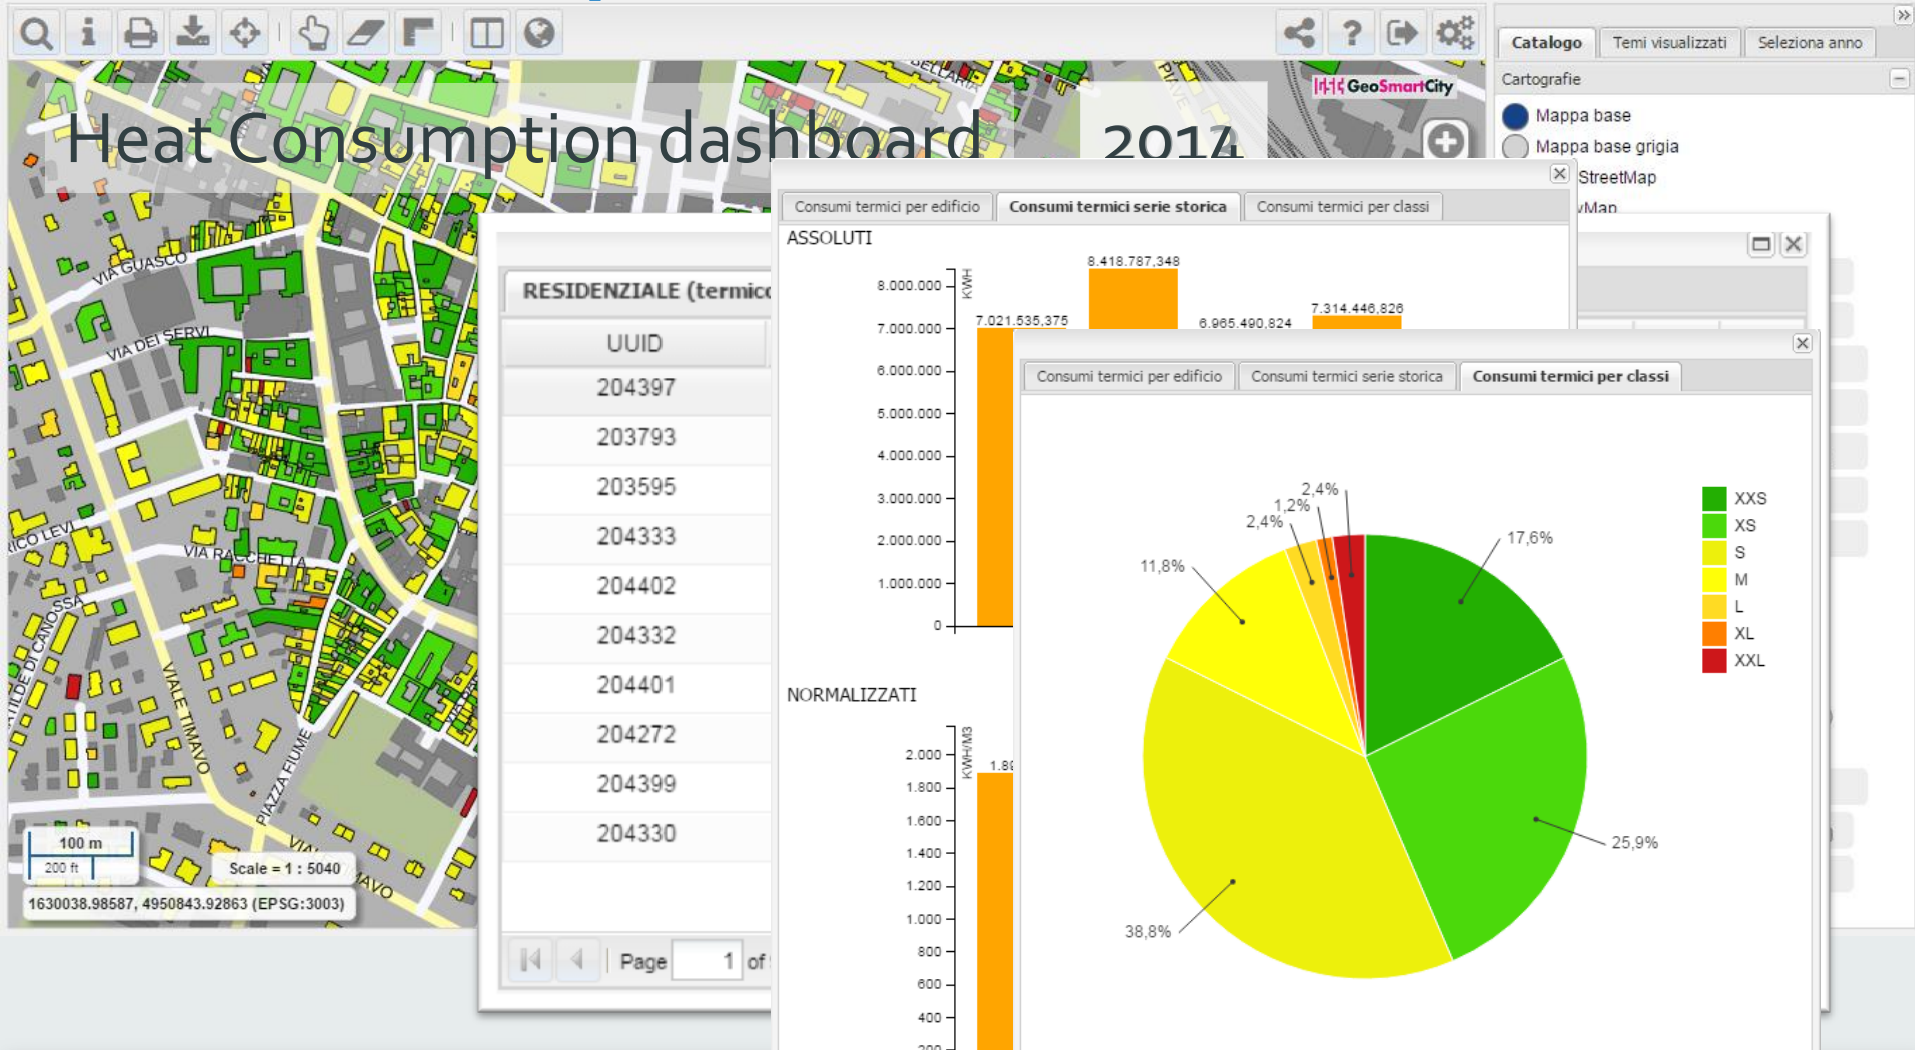 Catalogo
Temi visualizzati
Seleziona anno
Cartografie
Mappa base
Mappa base grigia
StreetMap
GeoSmartCity
Heat Consumption dashboard
BELLARIA
PIAVE
VIA GUASCO
VIA DEI SERVI
VIA RACCHETTA
VIALE TIMAVO
PIAZZA FIUME
100 m
200 ft
Scale = 1 : 5040
1630038.98587, 4950843.92863 (EPSG:3003)
UUID
204397
203793
203595
204333
204402
204332
204401
204272
204399
204330
Page 1 of
Consumi termici per edificio
Consumi termici serie storica
Consumi termici per classi
ASSOLUTI
KWH
8.000.000
7.000.000
6.000.000
5.000.000
4.000.000
3.000.000
2.000.000
1.000.000
0
7.021.535,375
8.418.787,348
6.965.490,824
7.314.446,826
NORMALIZZATI
KWH/M3
2.000
1.800
1.600
1.400
1.200
1.000
800
600
400
Consumi termici per edificio
Consumi termici serie storica
Consumi termici per classi
2,4%
1,2%
2,4%
11,8%
17,6%
25,9%
38,8%
XXS
XS
S
M
L
XL
XXL